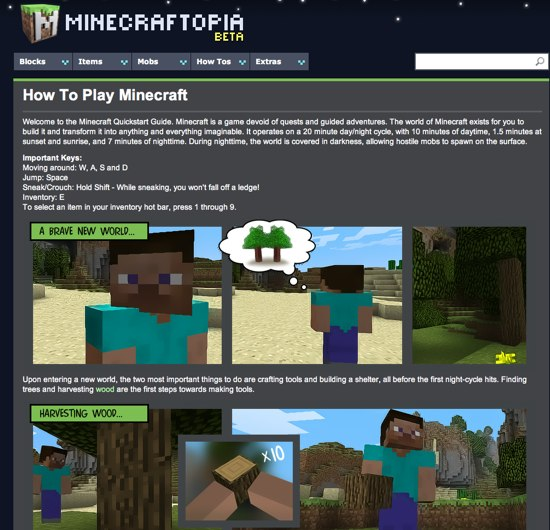 MINECRAFTOPIA
BETA
Blocks Items Mobs How Tos Extras
How To Play Minecraft
Welcome to the Minecraft Quickstart Guide. Minecraft is a game devoid of quests and guided adventures. The world of Minecraft exists for you to
build it and transform it into anything and everything imaginable. It operates on a 20 minute day/night cycle, with 10 minutes of daytime, 1.5 minutes at
sunset and sunrise, and 7 minutes of nighttime. During nighttime, the world is covered in darkness, allowing hostile mobs to spawn on the surface.
Important Keys:
Moving around: W, A, S and D
Jump: Space
Sneak/Crouch: Hold Shift - While sneaking, you won't fall off a ledge!
Inventory: E
To select an item in your inventory hot bar, press 1 through 9.
A BRAVE NEW WORLD...
Upon entering a new world, the two most important things to do are crafting tools and building a shelter, all before the first night-cycle hits. Finding
trees and harvesting wood are the first steps towards making tools.
HARVESTING WOOD...
x10